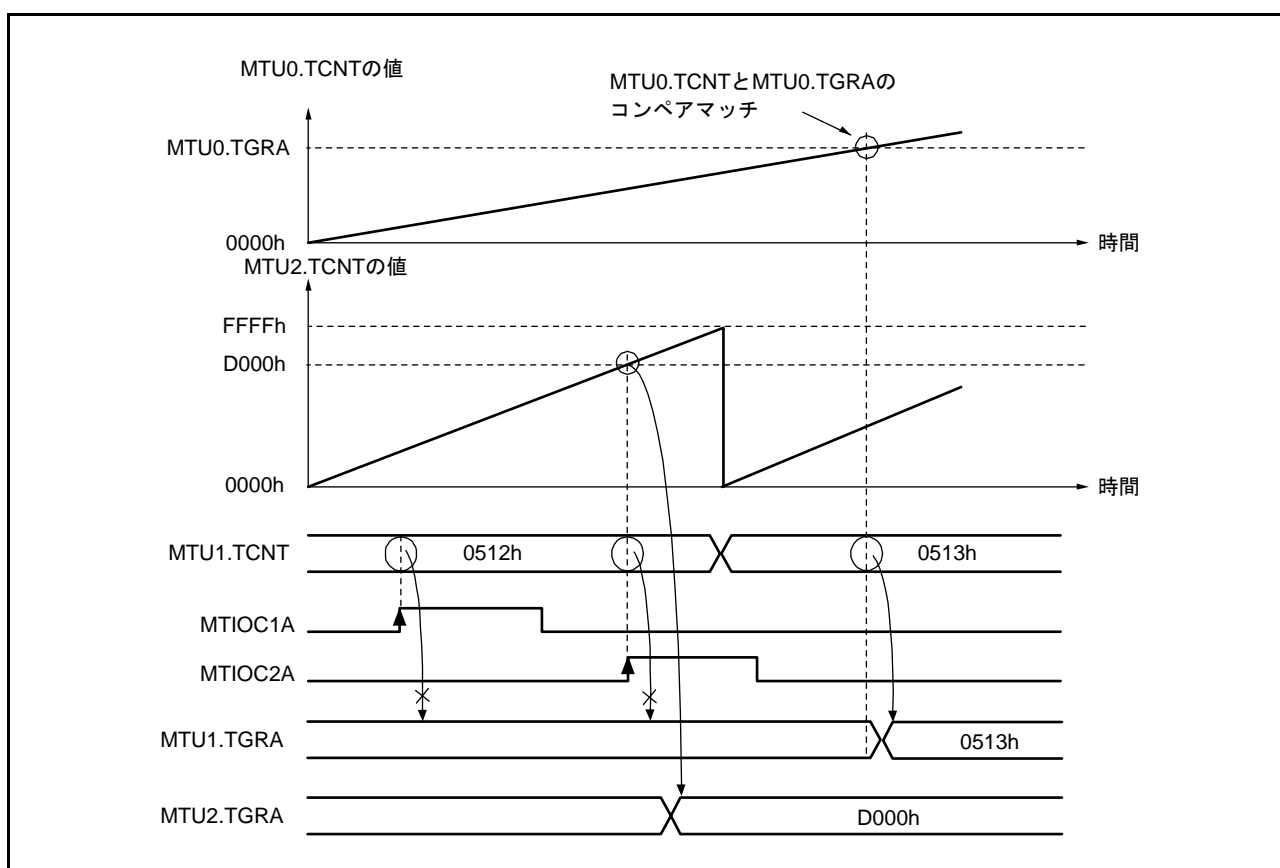 MTU0.TCNTの値
MTU0.TCNTとMTU0.TGRAの
コンペアマッチ
MTU0.TGRA
0000h
時間
MTU2.TCNTの値
FFFFh
D000h
0000h
時間
MTU1.TCNT
0512h
0513h
MTIOC1A
MTIOC2A
MTU1.TGRA
0513h
MTU2.TGRA
D000h